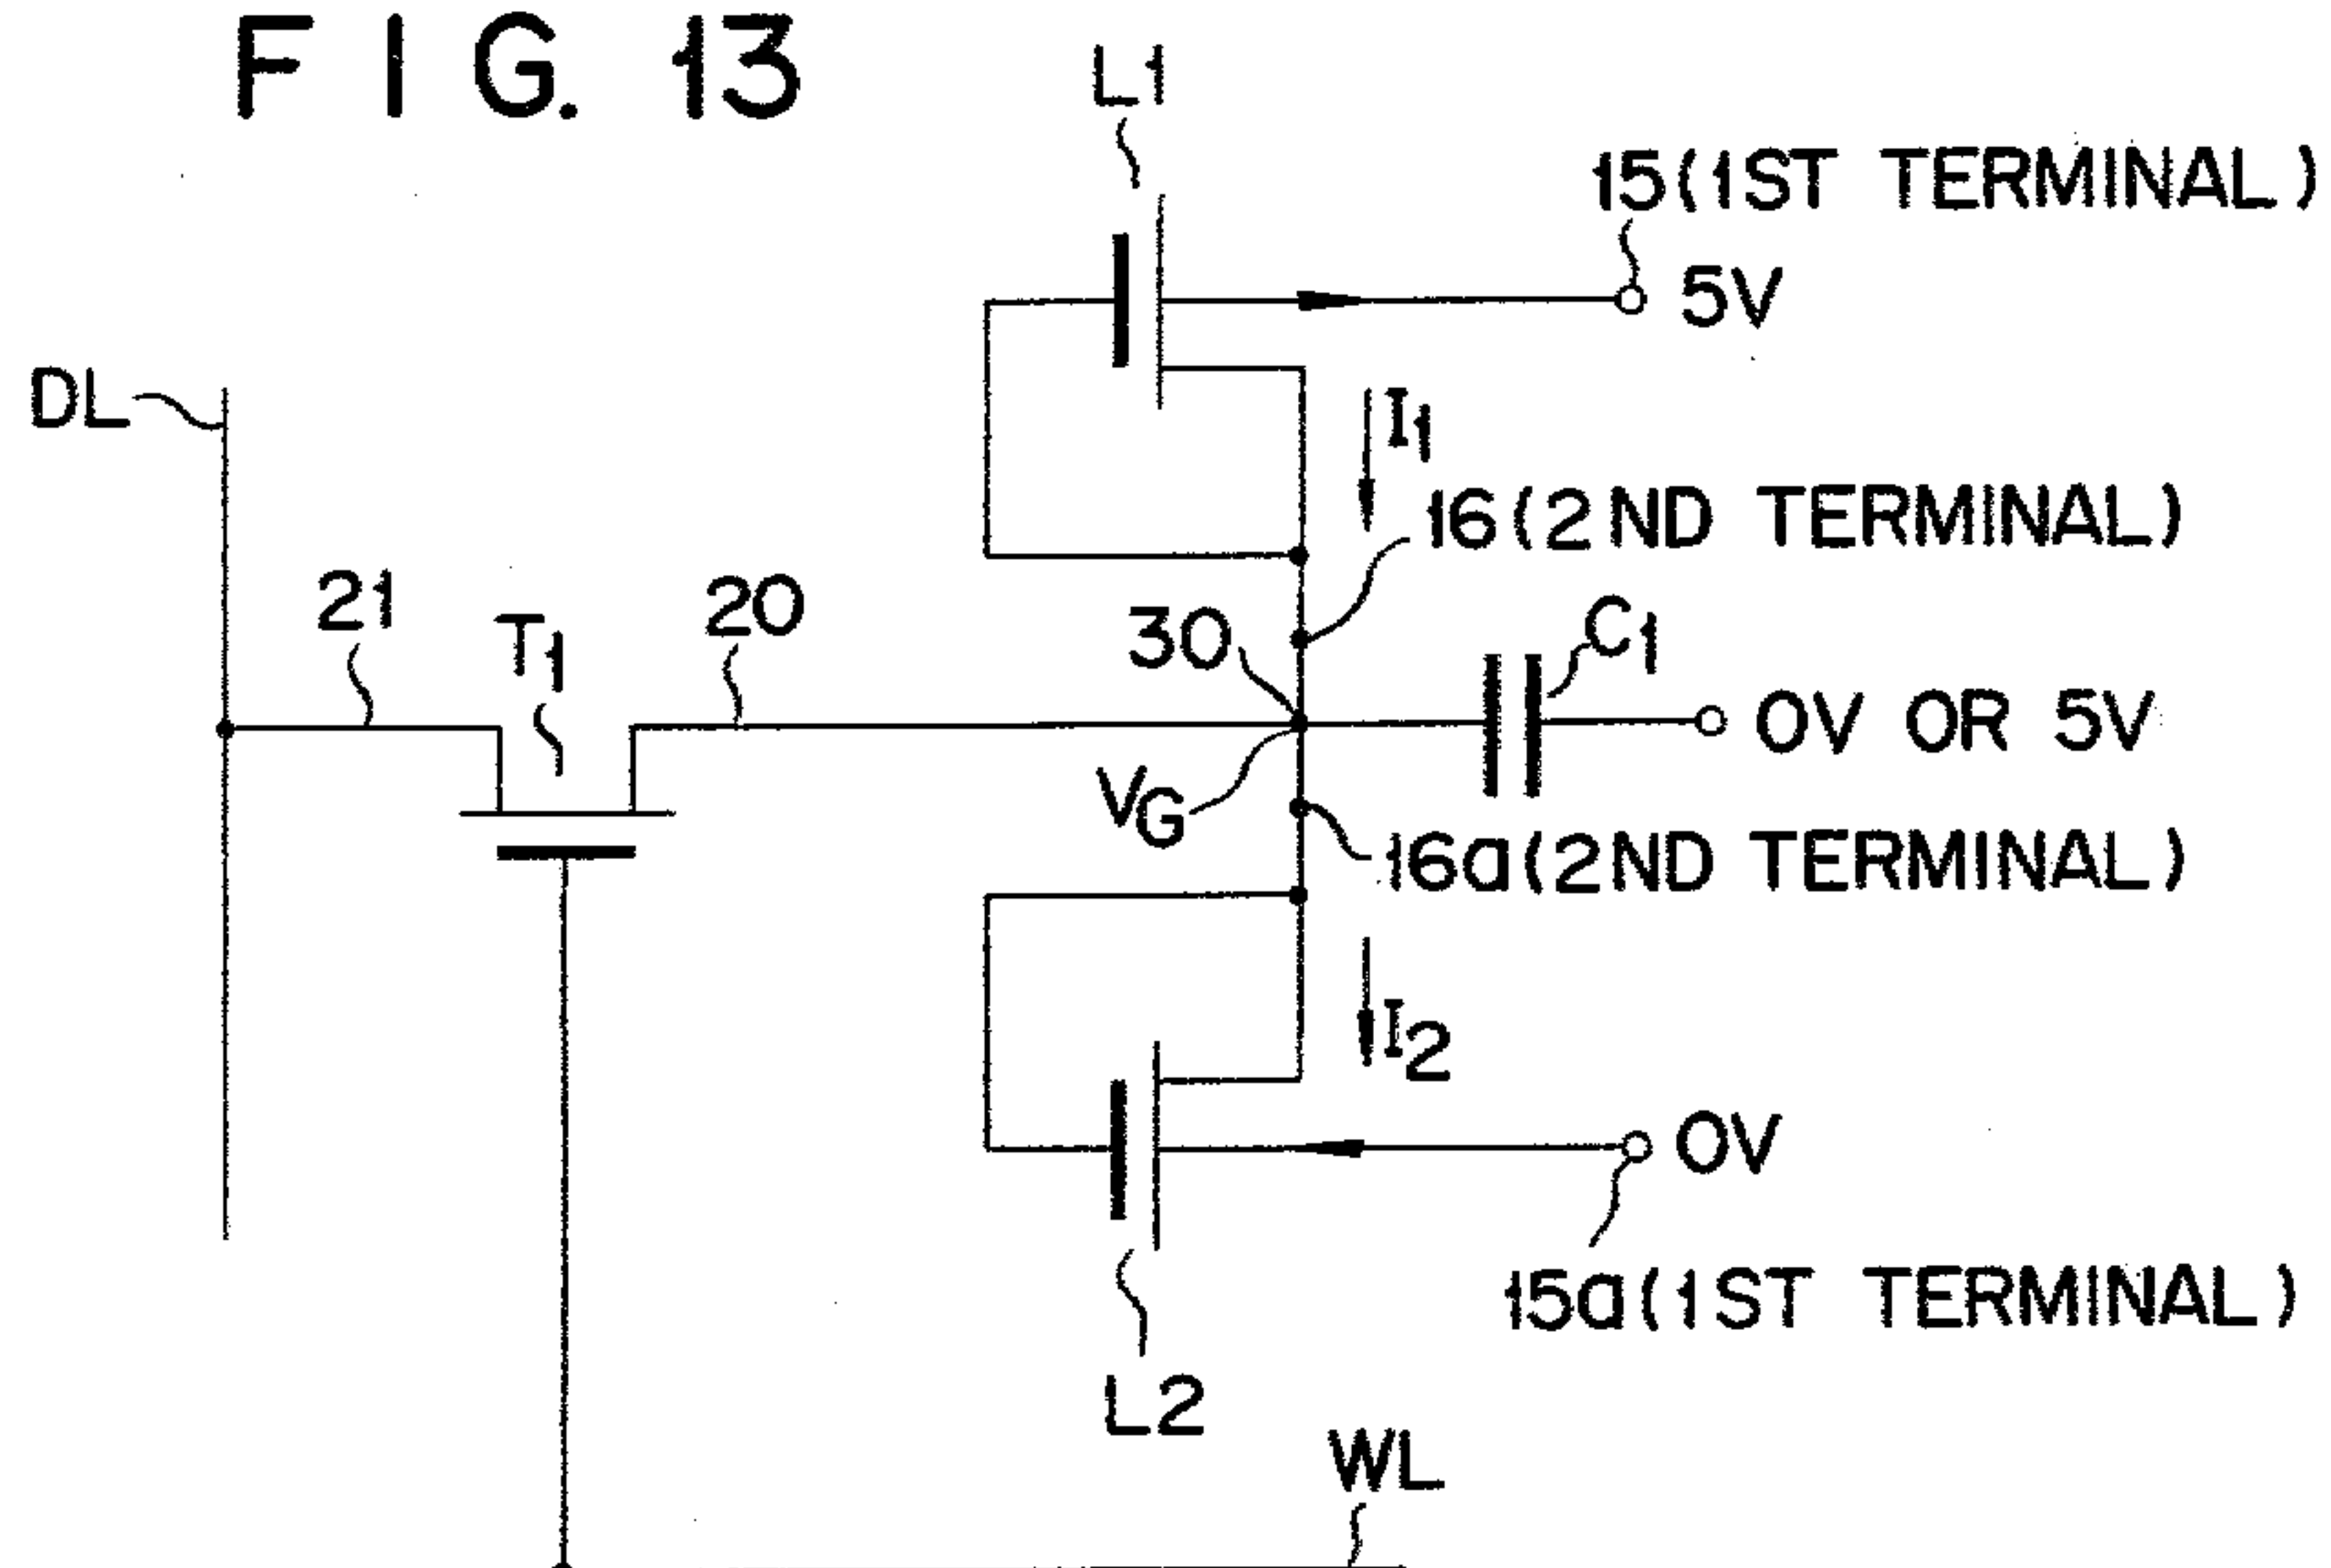 FIG. 13
L1
15(1ST TERMINAL)
5V
DL
I1
16(2ND TERMINAL)
21
T1
20
30
C1
0V OR 5V
VG
16a(2ND TERMINAL)
I2
0V
15a(1ST TERMINAL)
L2
WL